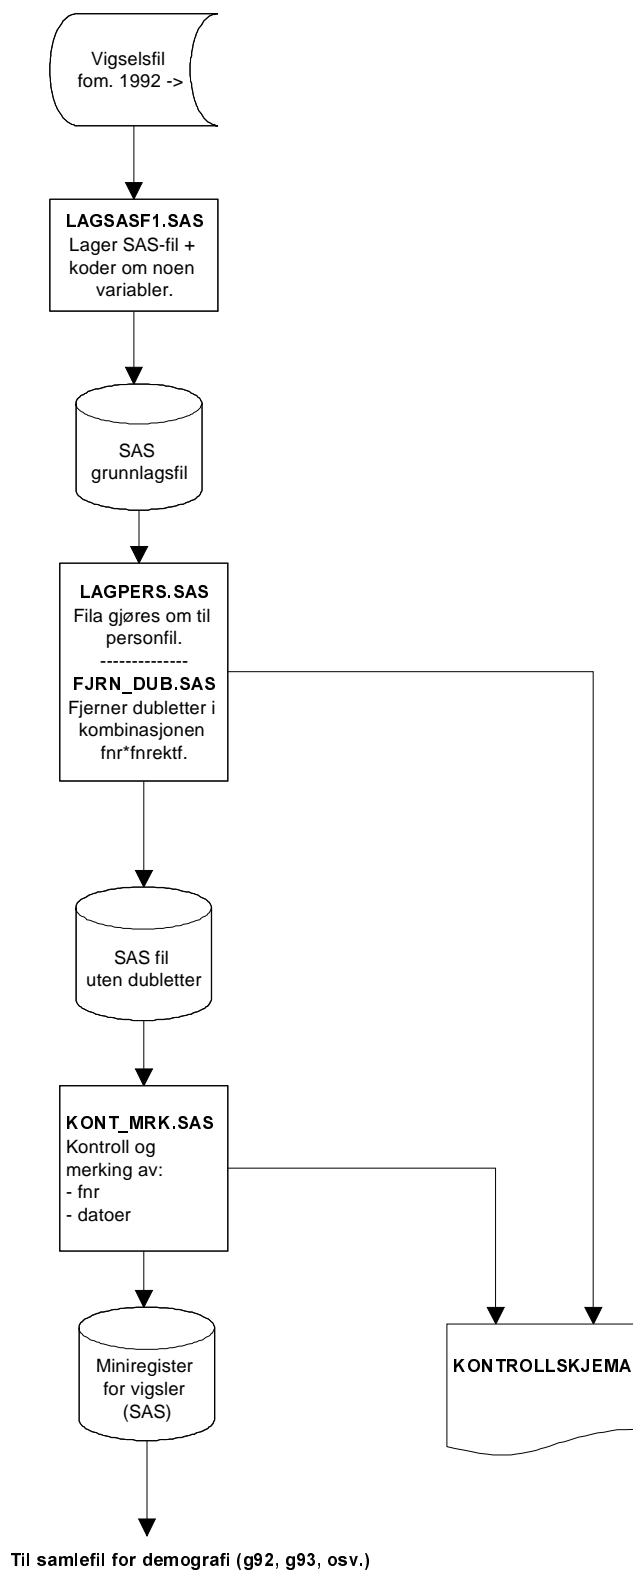 Vigselsfil
fom. 1992 ->
LAGSASF1.SAS
Lager SAS-fil +
koder om noen
variabler.
SAS
grunnlagsfil
LAGPERS.SAS
Fila gjøres om til
personfil.
--------------
FJRN_DUB.SAS
Fjerner dubletter i
kombinasjonen
fnr*fnrektf.
SAS fil
uten dubletter
KONT_MRK.SAS
Kontroll og
merking av:
- fnr
- datoer
Miniregister
for vigsler
(SAS)
KONTROLLSKJEMA
Til samlefil for demografi (g92, g93, osv.)